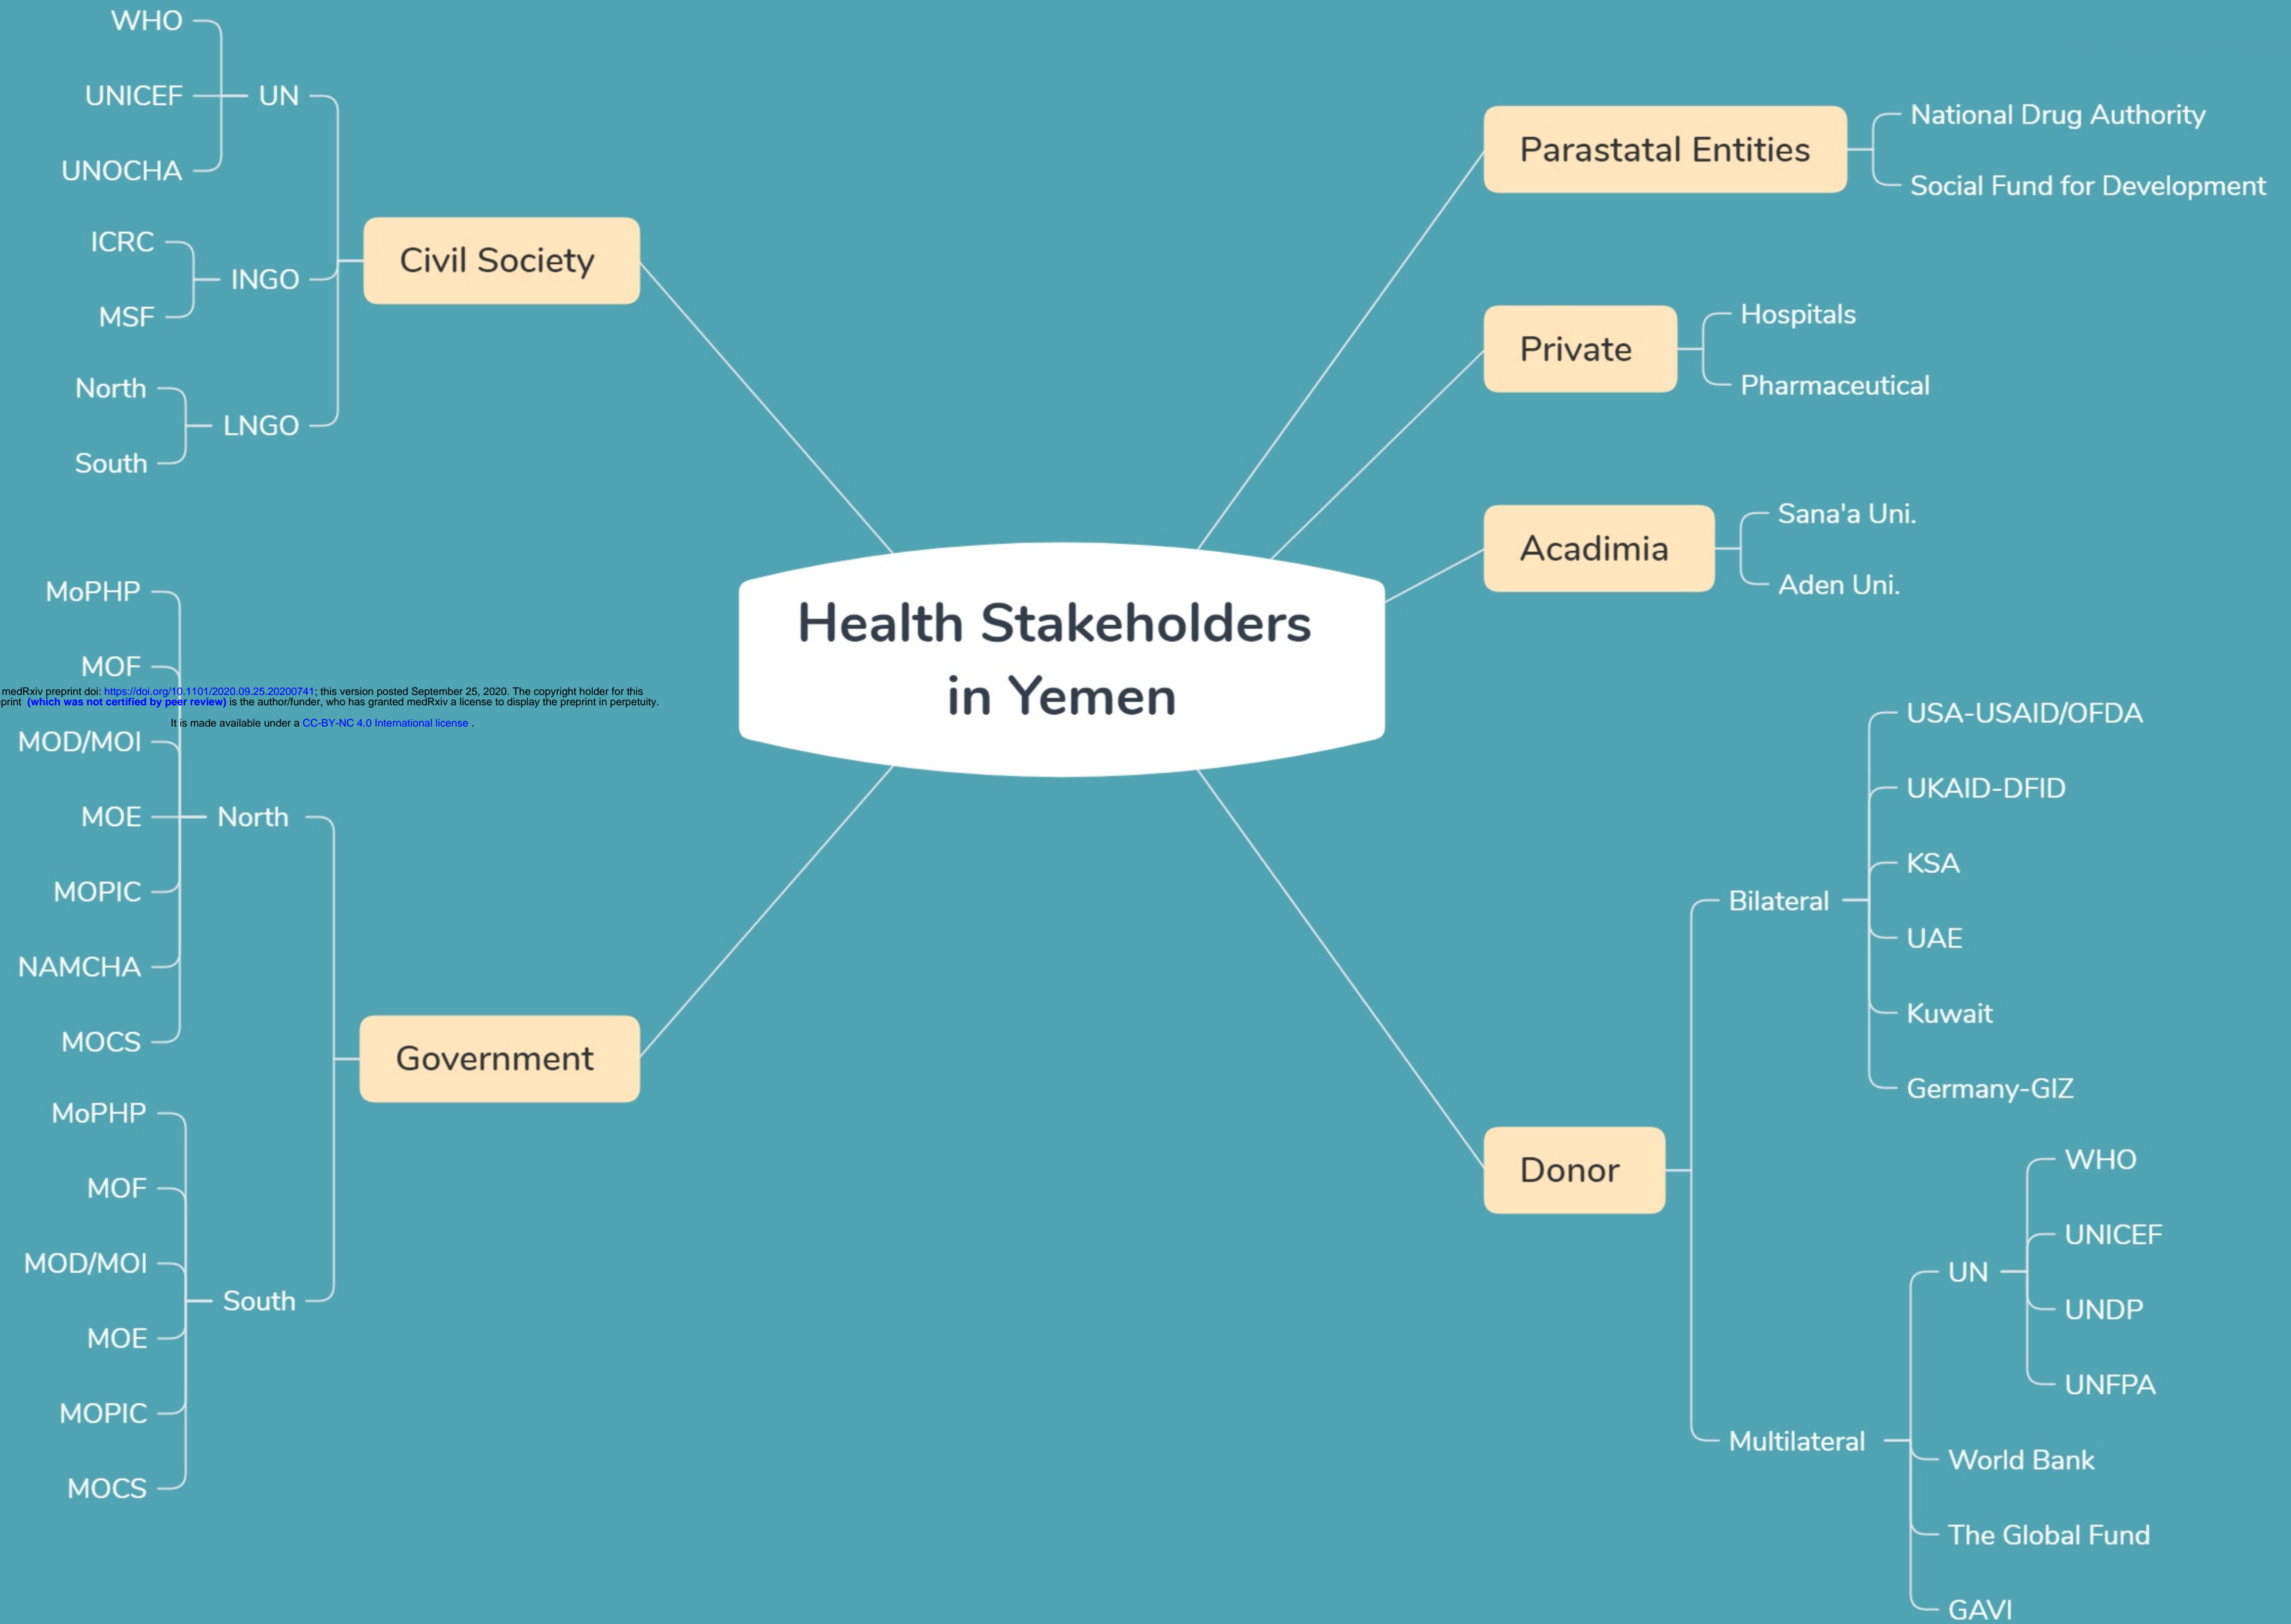 WHO
UNICEF
UN
UNOCHA
ICRC
INGO
MSF
North
LNGO
South
Civil Society
Parastatal Entities
National Drug Authority
Social Fund for Development
Private
Hospitals
Pharmaceutical
Acadimia
Sana'a Uni.
Aden Uni.
Health Stakeholders
in Yemen
MoPHP
MOF
medRxiv preprint doi: https://doi.org/10.1101/2020.09.25.20200741; this version posted September 25, 2020. The copyright holder for this
print (which was not certified by peer review) is the author/funder, who has granted medRxiv a license to display the preprint in perpetuity.
It is made available under a CC-BY-NC 4.0 International license .
MOD/MOI
MOE
North
MOPIC
NAMCHA
MOCS
Government
MoPHP
MOF
MOD/MOI
South
MOE
MOPIC
MOCS
Donor
Bilateral
USA-USAID/OFDA
UKAID-DFID
KSA
UAE
Kuwait
Germany-GIZ
Multilateral
UN
WHO
UNICEF
UNDP
UNFPA
World Bank
The Global Fund
GAVI